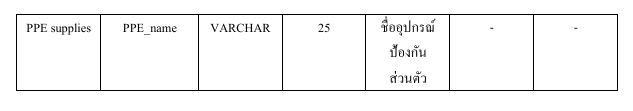 PPE supplies PPE_name VARCHAR 25 ชื่ออุปกรณ์ - -
ป้องกัน
ส่วนตัว